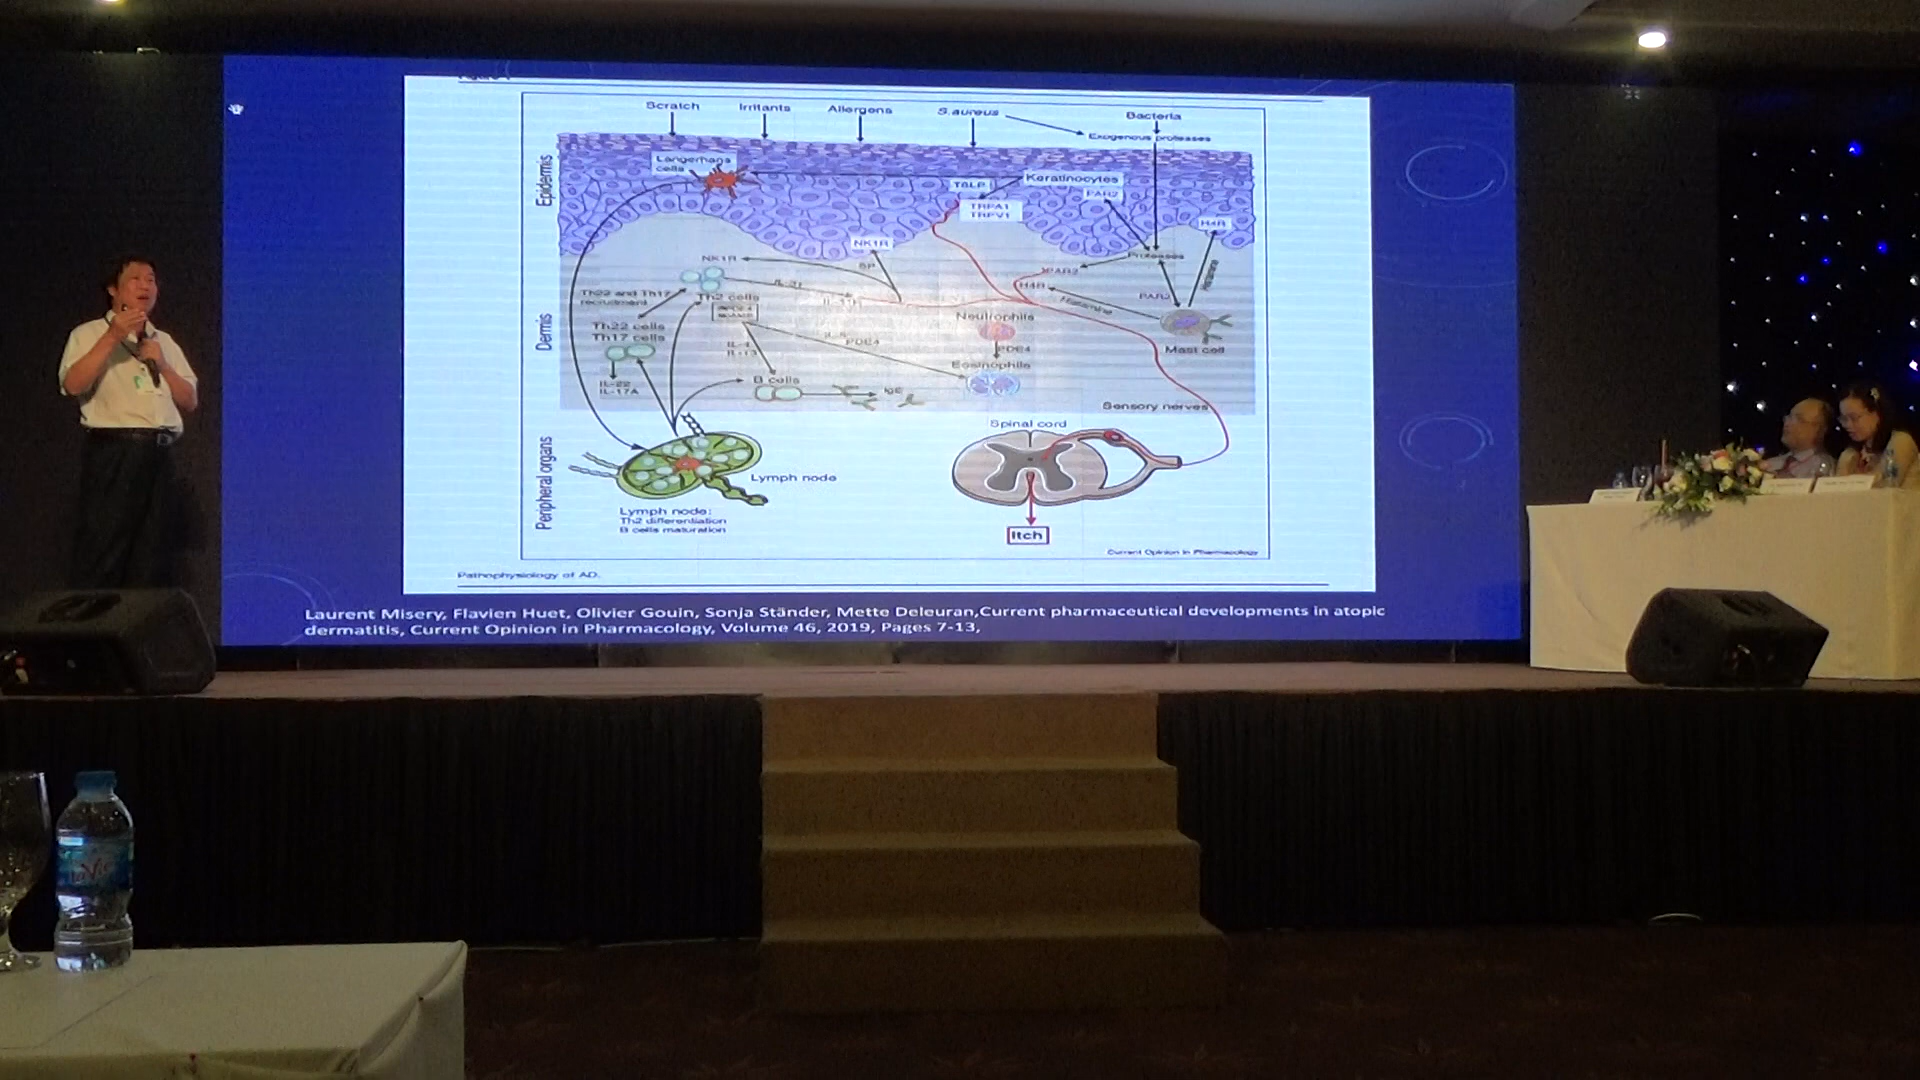 Scratch
Irritants
Allergens
S. aureus
Bacteria
Exogenous proteases
Epidermis
Langerhans
cells
Keratinocytes
TSLP
TRPA1
TRPV1
PAR2
H4R
NK1R
NK1R
SP
Proteases
PAR2
H4R
Histamine
Histamine
PAR2
Mast cell
Dermis
Th22 and Th17
recruitment
Th2 cells
IL-31
Th22 cells
Th17 cells
IL-22
IL-17A
IL-4
IL-13
PDE4
Neutrophils
PDE4
Eosinophils
B cells
IgE
Sensory nerves
Peripheral organs
Lymph node
Lymph node:
Th2 differentiation
B cells maturation
Spinal cord
Itch
Current Opinion in Pharmacology
Pathophysiology of AD.
Laurent Misery, Flavien Huet, Olivier Gouin, Sonja Ständer, Mette Deleuran,Current pharmaceutical developments in atopic
dermatitis, Current Opinion in Pharmacology, Volume 46, 2019, Pages 7-13,
LaVie